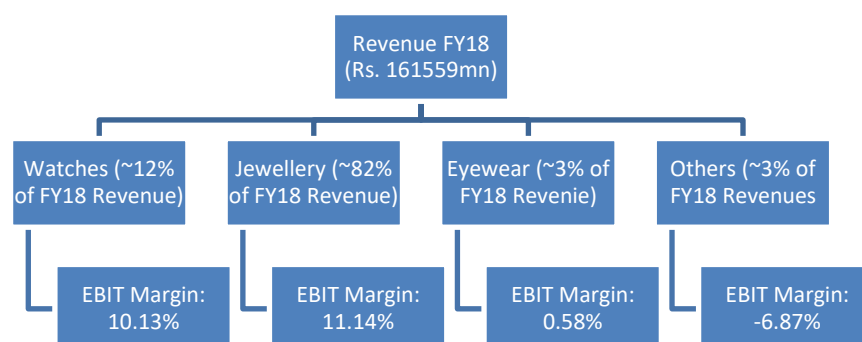 Revenue FY18
(Rs. 161559mn)
Watches (~12%
of FY18 Revenue)
Jewellery (~82%
of FY18 Revenue)
Eyewear (~3% of
FY18 Revenie)
Others (~3% of
FY18 Revenues
EBIT Margin:
10.13%
EBIT Margin:
11.14%
EBIT Margin:
0.58%
EBIT Margin:
-6.87%